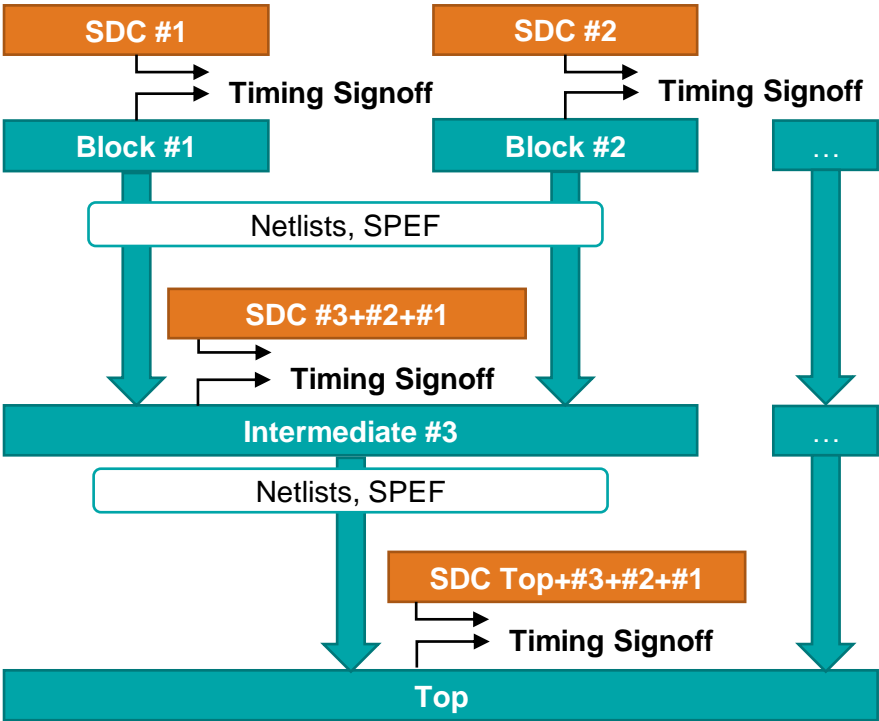 SDC #1
SDC #2
Timing Signoff
Timing Signoff
Block #1
Block #2
...
Netlists, SPEF
SDC #3+#2+#1
Timing Signoff
Intermediate #3
...
Netlists, SPEF
SDC Top+#3+#2+#1
Timing Signoff
Top